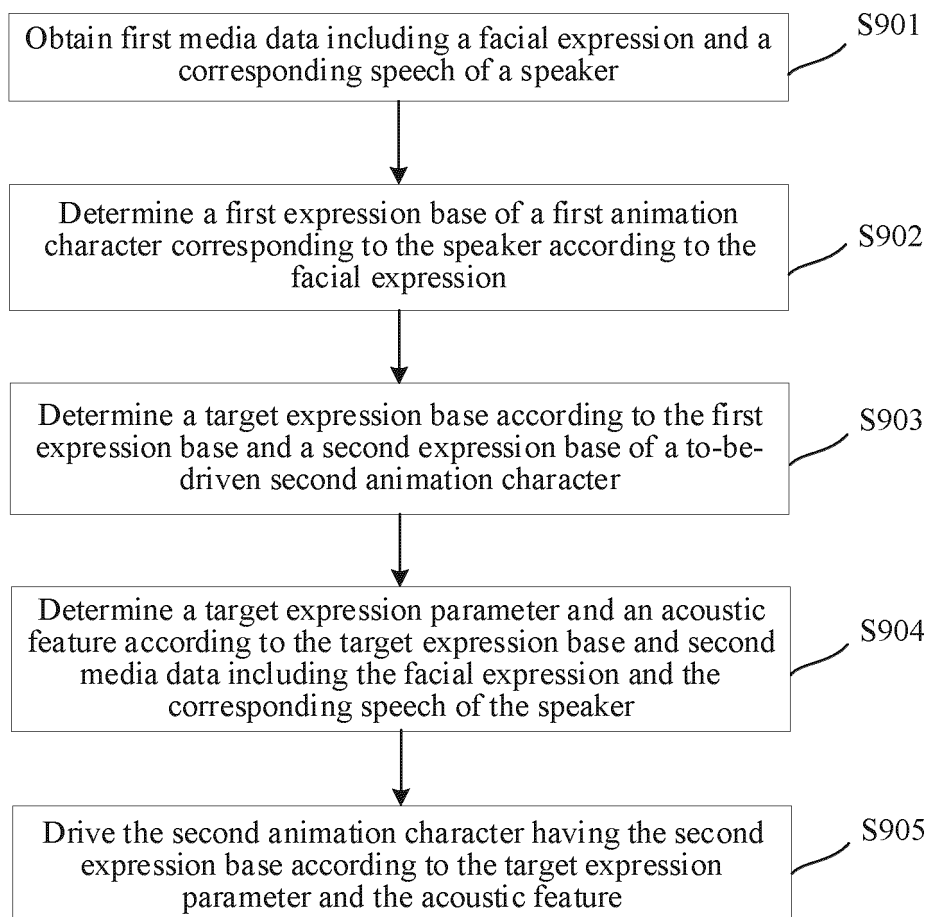 Obtain first media data including a facial expression and a
corresponding speech of a speaker
S901
Determine a first expression base of a first animation
character corresponding to the speaker according to the
facial expression
S902
Determine a target expression base according to the first
expression base and a second expression base of a to-be-
driven second animation character
S903
Determine a target expression parameter and an acoustic
feature according to the target expression base and second
media data including the facial expression and the
corresponding speech of the speaker
S904
Drive the second animation character having the second
expression base according to the target expression
parameter and the acoustic feature
S905